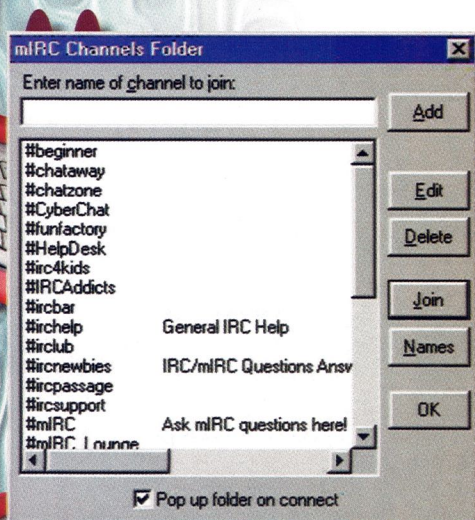 mIRC Channels Folder
Enter name of channel to join:
Add
#beginner
#chataway
#chatzone
#CyberChat
#funfactory
#HelpDesk
#irc4kids
#IRCAddicts
#ircbar
#irchelp General IRC Help
#irclub
#ircnewbies IRC/mIRC Questions Answ
#ircpassage
#ircsupport
#mIRC Ask mIRC questions here!
#mIRC_Lounge
Edit
Delete
Join
Names
OK
Pop up folder on connect